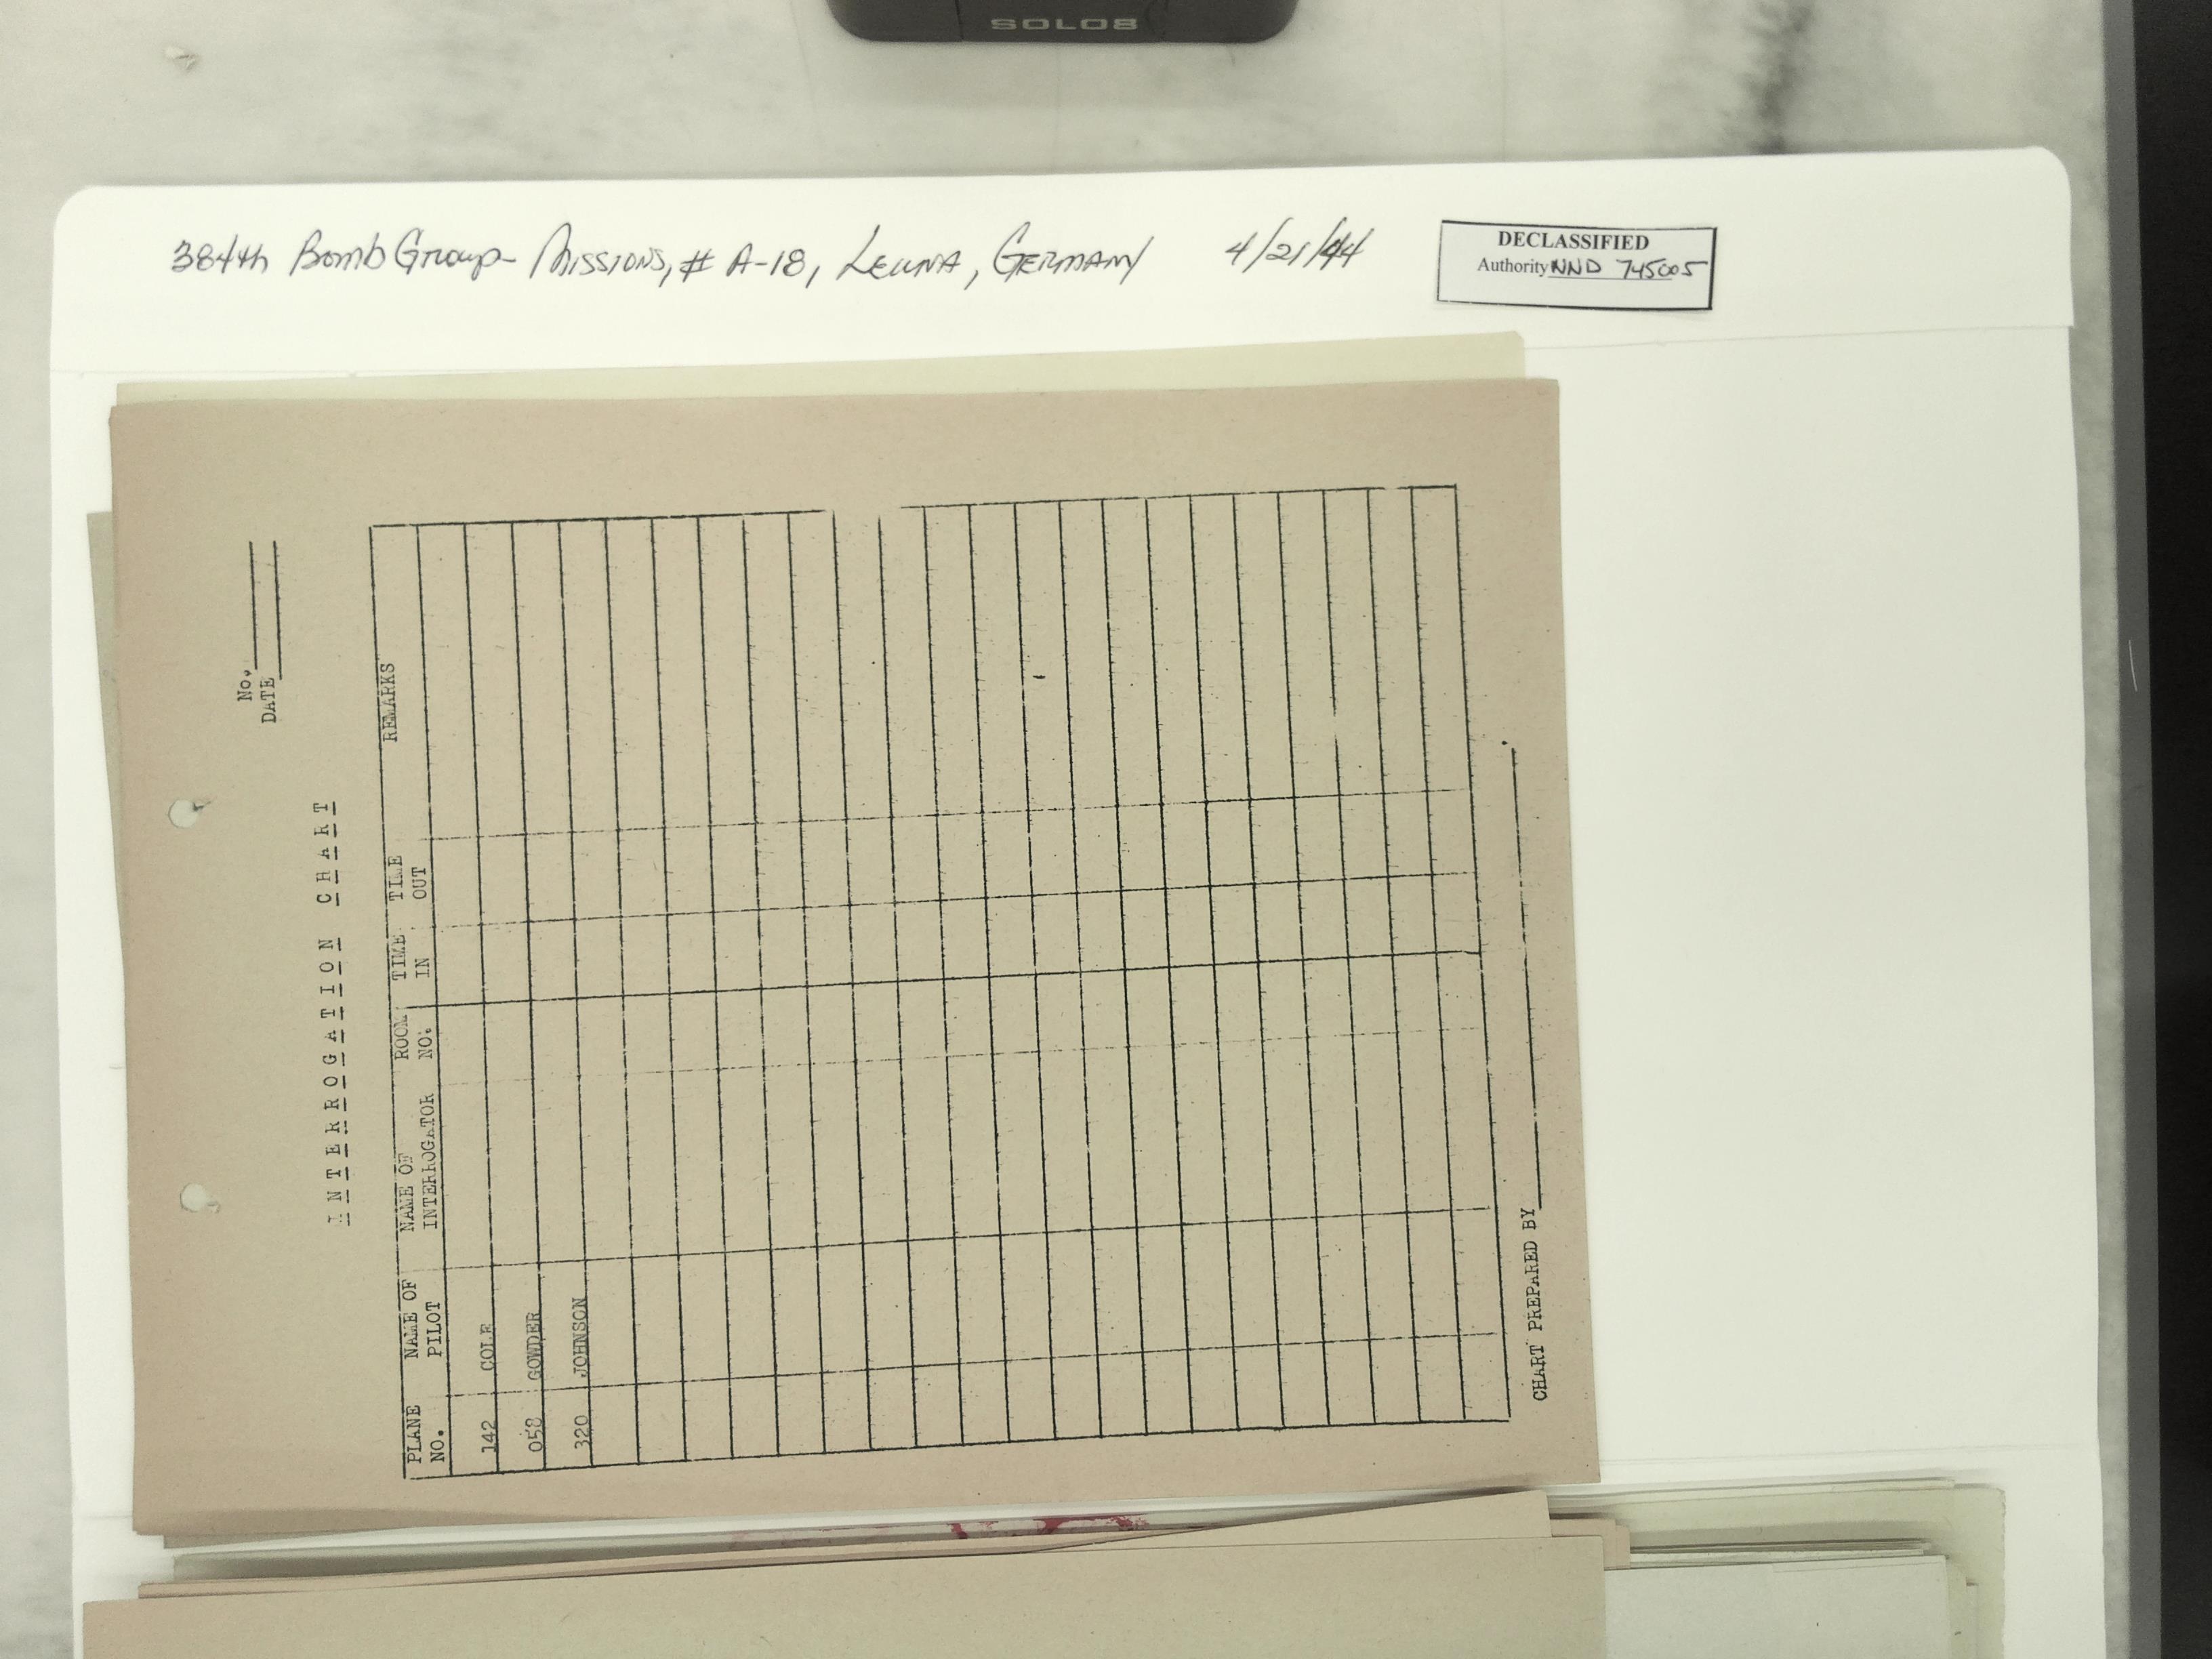 SOLO8
384th Bomb Group - Missions, # A-18, Leuna, Germany 4/21/44
DECLASSIFIED
Authority NND 745005
No.
DATE
INTERROGATION CHART
PLANE NO. NAME OF PILOT NAME OF INTERROGATOR ROOM NO. TIME IN TIME OUT REMARKS
142 COLE
058 GOWDER
320 JOHNSON
CHART PREPARED BY